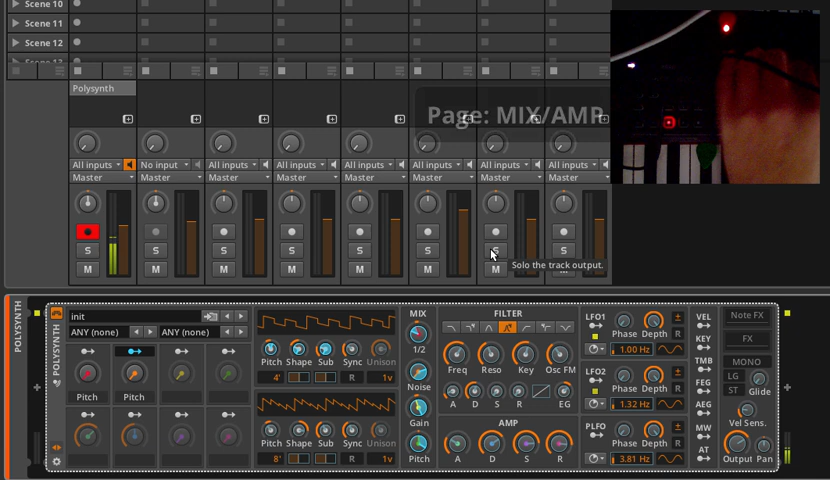 Scene 10
Scene 11
Scene 12
Polysynth
Page: MIX/AMP
All inputs No input All inputs All inputs All inputs All inputs All inputs All inputs
Master Master Master Master Master Master Master Master
S S S S S S S S
Solo the track output.
M M M M M M M M
POLYSYNTH
POLYSYNTH
init
ANY (none) ANY (none)
Pitch Pitch
Pitch Shape Sub Sync Unison
4' R 1v
Pitch Shape Sub Sync Unison
8' R 1v
MIX
1/2
Noise
Gain
Pitch
FILTER
Freq Reso Key Osc FM
A D S R EG
AMP
A D S R
LFO1
Phase Depth R
1.00 Hz
LFO2
Phase Depth R
1.32 Hz
PLFO
Phase Depth R
3.81 Hz
VEL
KEY
TMB
FEG
AEG
MW
AT
Note FX
FX
MONO
LG
ST Glide
Vel Sens.
Output Pan